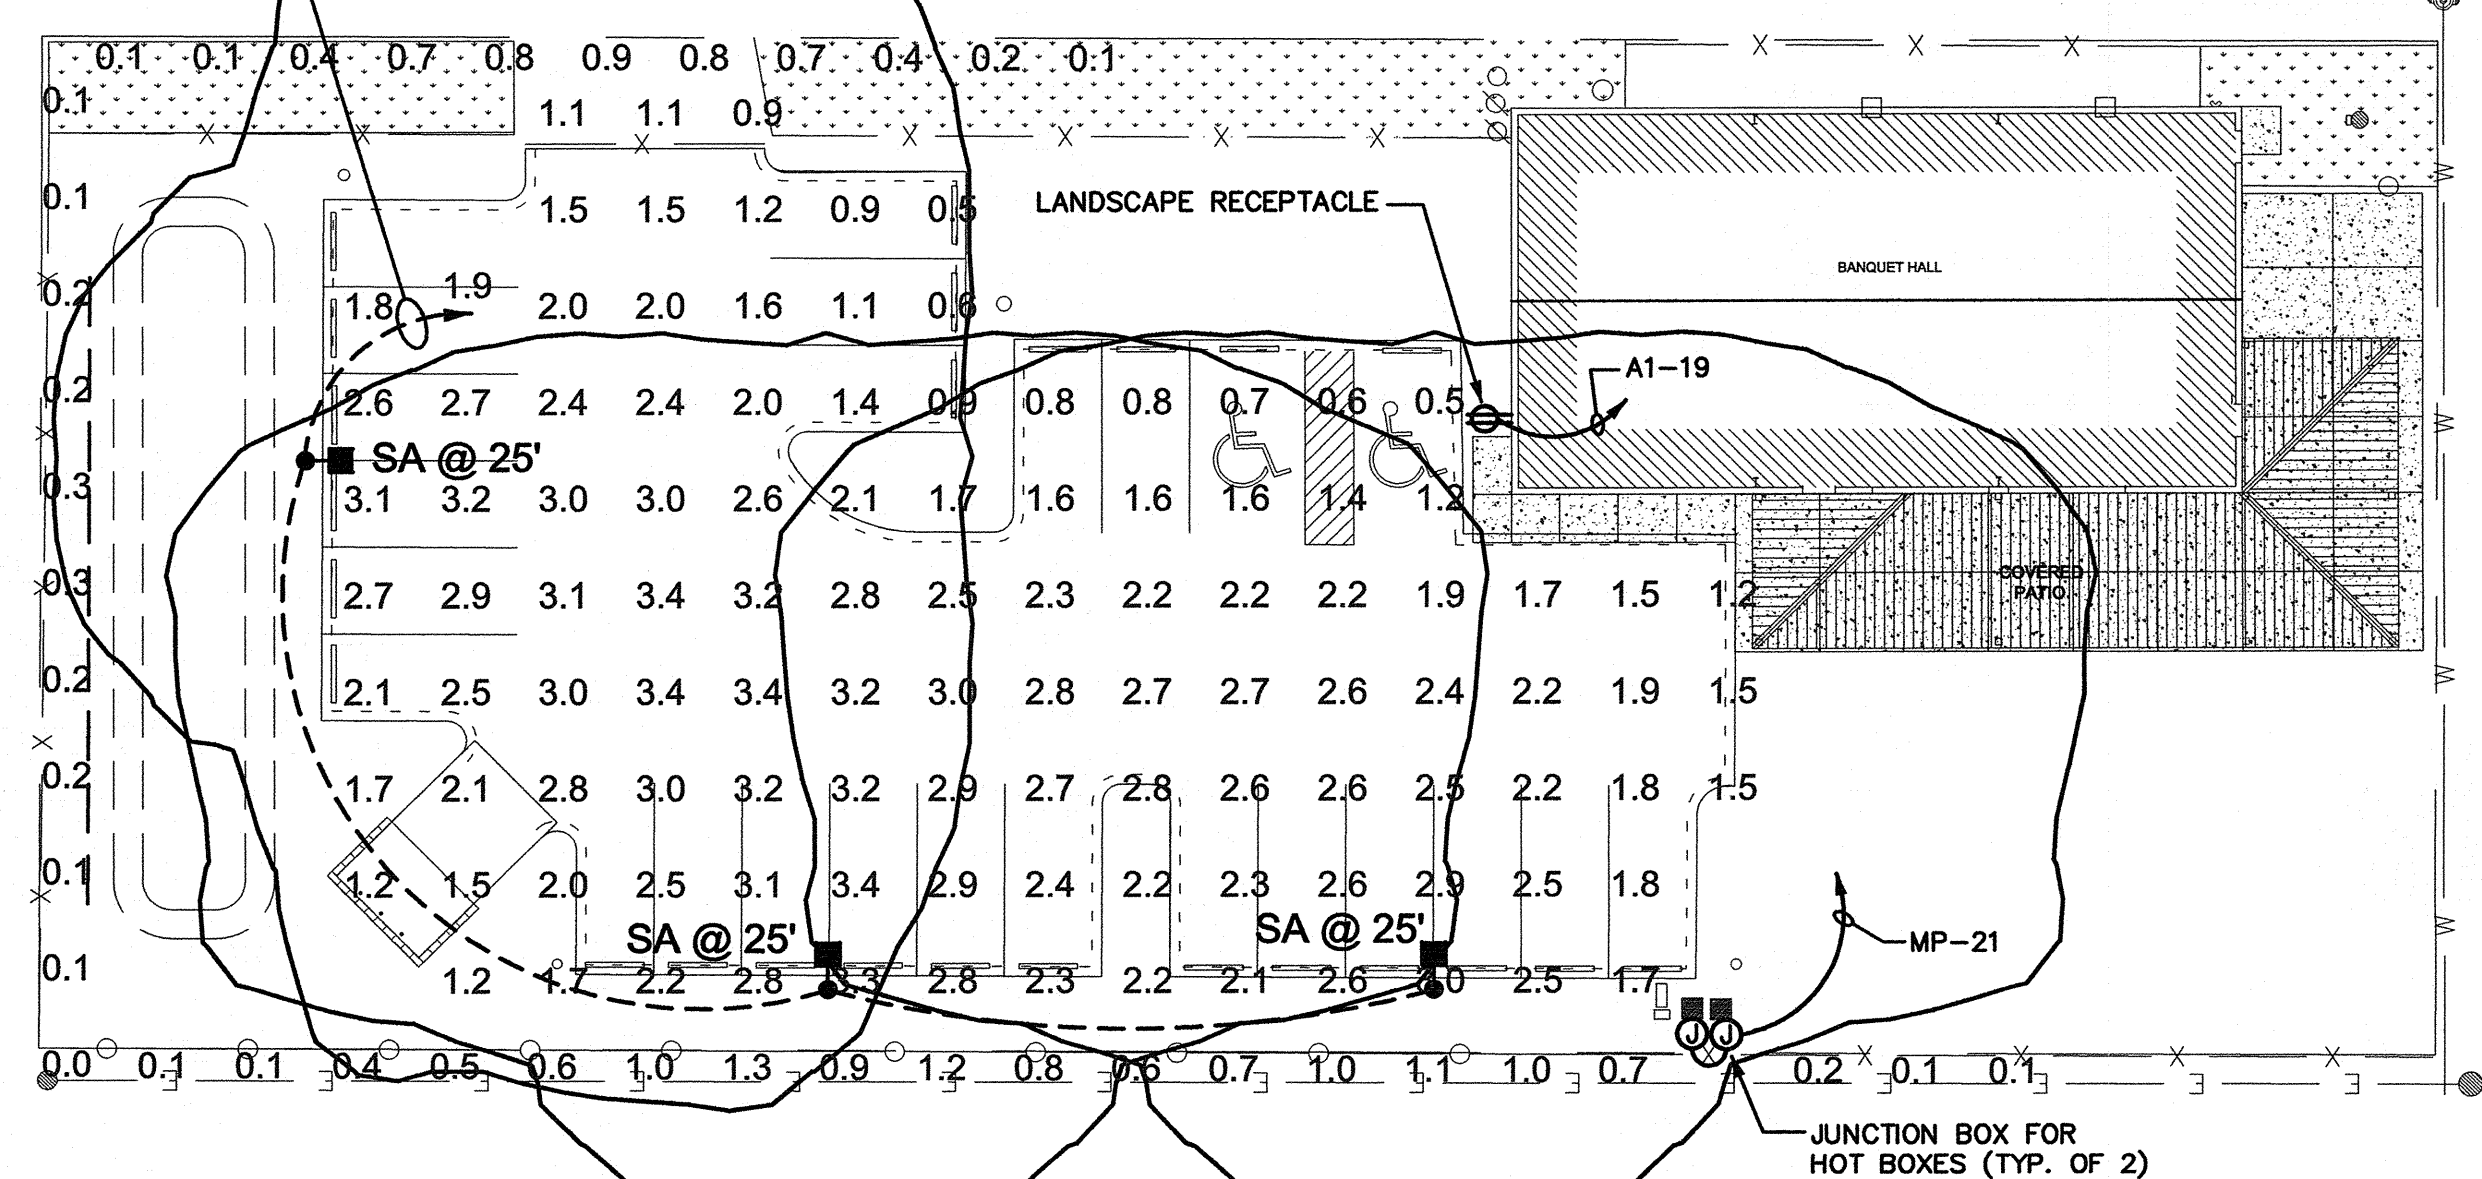 0.1 0.1 0.4 0.7 0.8 0.9 0.8 0.7 0.4 0.2 0.1
0.1 1.1 1.1 0.9
0.1 1.5 1.5 1.2 0.9 0.5 LANDSCAPE RECEPTACLE
BANQUET HALL
0.2 1.8 1.9 2.0 2.0 1.6 1.1 0.6
A1-19
0.2 2.6 2.7 2.4 2.4 2.0 1.4 0.9 0.8 0.8 0.7 0.6 0.5
SA @ 25'
0.3 3.1 3.2 3.0 3.0 2.6 2.1 1.7 1.6 1.6 1.6 1.4 1.2
COVERED
PATIO
0.3 2.7 2.9 3.1 3.4 3.2 2.8 2.5 2.3 2.2 2.2 2.2 1.9 1.7 1.5 1.2
0.2 2.1 2.5 3.0 3.4 3.4 3.2 3.0 2.8 2.7 2.7 2.6 2.4 2.2 1.9 1.5
0.2 1.7 2.1 2.8 3.0 3.2 3.2 2.9 2.7 2.8 2.6 2.6 2.5 2.2 1.8 1.5
0.1 1.2 1.5 2.0 2.5 3.1 3.4 2.9 2.4 2.2 2.3 2.6 2.9 2.5 1.8
SA @ 25' SA @ 25' MP-21
0.1 1.2 1.7 2.2 2.8 2.8 2.3 2.2 2.1 2.6 2.5 1.7
J J
0.0 0.1 0.1 0.4 0.5 0.6 1.0 1.3 0.9 1.2 0.8 0.6 0.7 1.0 1.1 1.0 0.7 0.2 0.1 0.1
JUNCTION BOX FOR
HOT BOXES (TYP. OF 2)